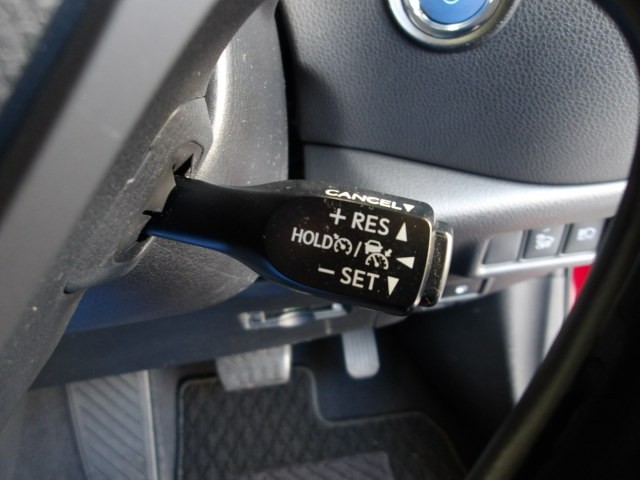 CANCEL▼
+ RES ▲
HOLD / ◀
− SET ▼